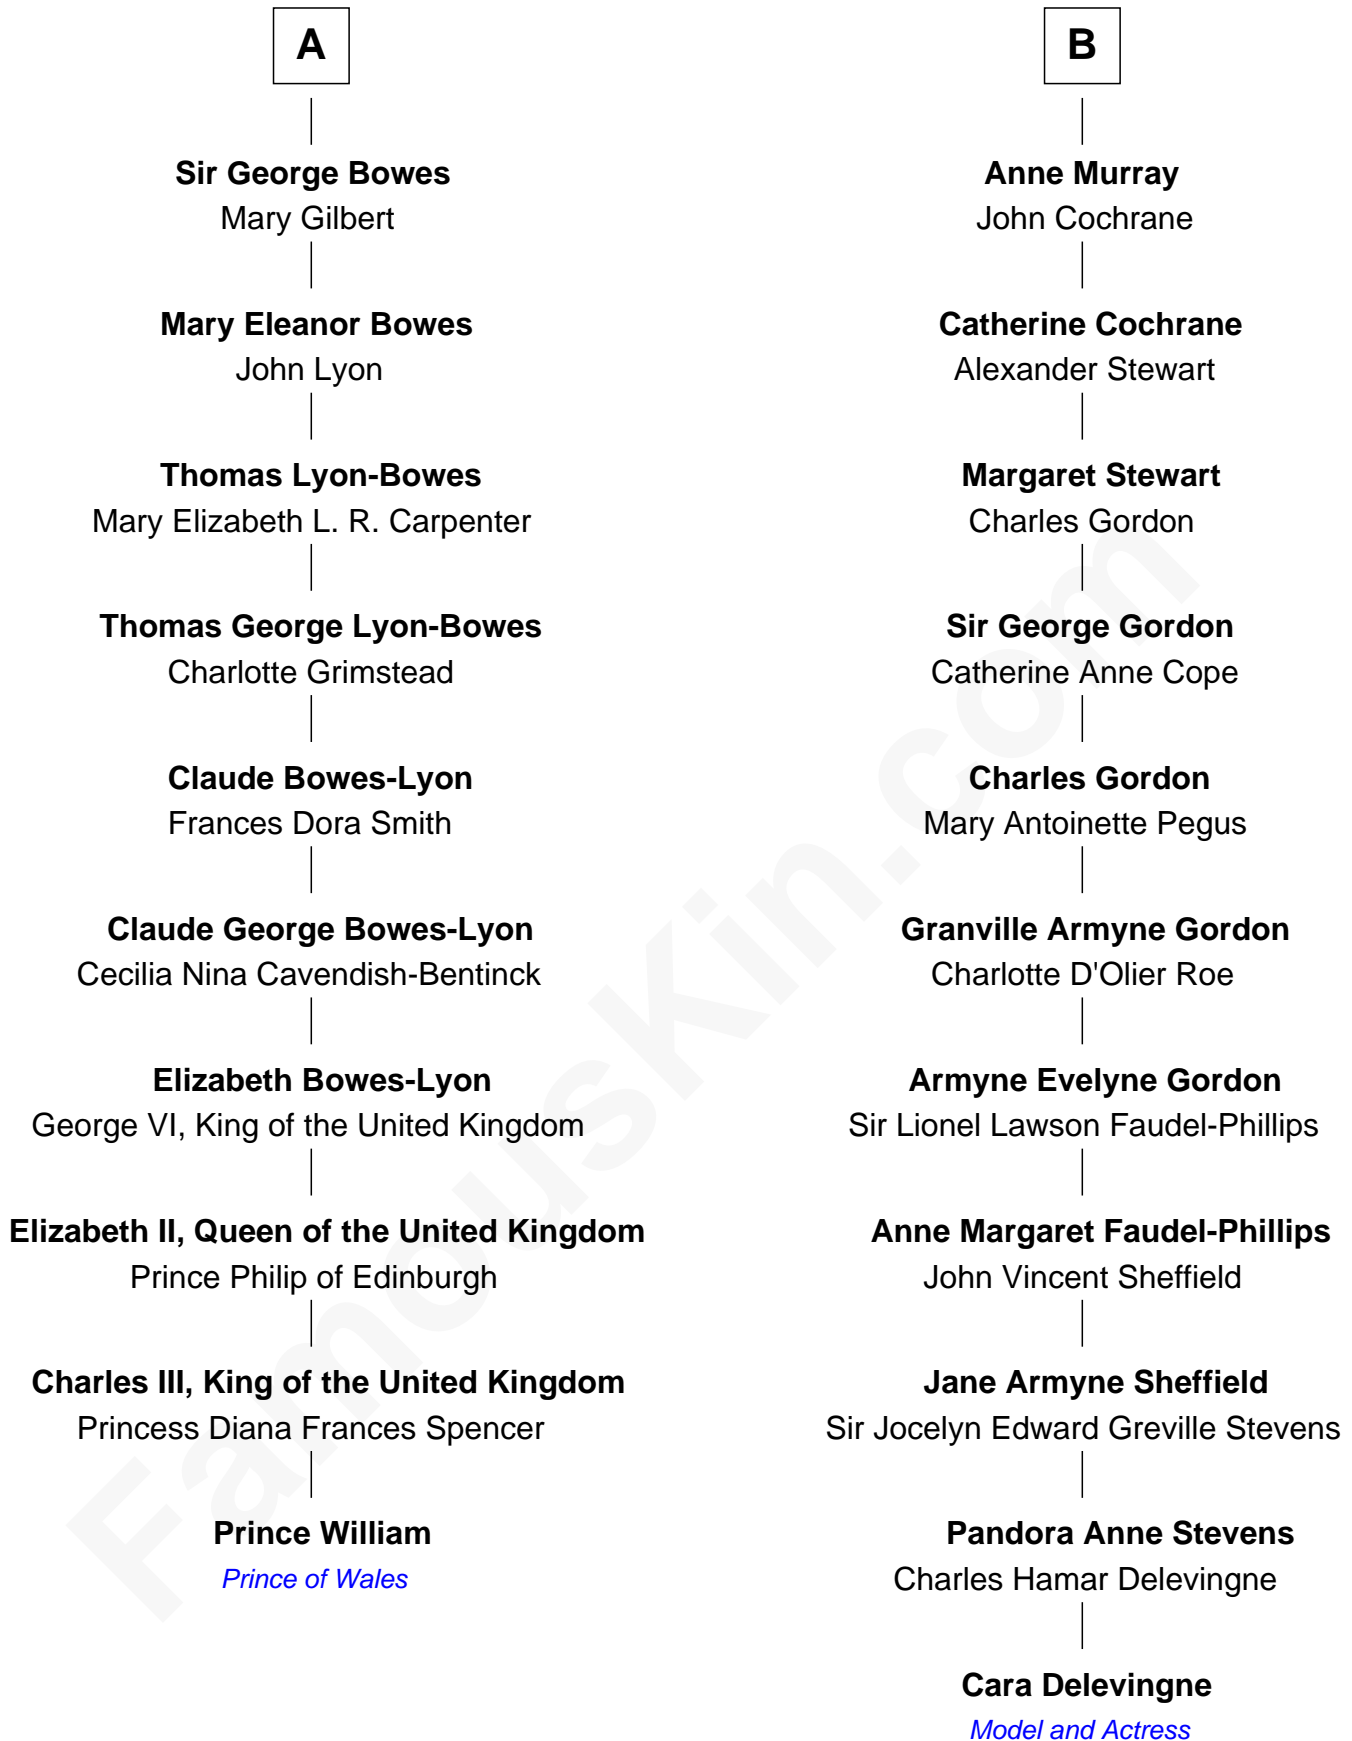 A
Sir George Bowes
Mary Gilbert
Mary Eleanor Bowes
John Lyon
Thomas Lyon-Bowes
Mary Elizabeth L. R. Carpenter
Thomas George Lyon-Bowes
Charlotte Grimstead
Claude Bowes-Lyon
Frances Dora Smith
Claude George Bowes-Lyon
Cecilia Nina Cavendish-Bentinck
Elizabeth Bowes-Lyon
George VI, King of the United Kingdom
Elizabeth II, Queen of the United Kingdom
Prince Philip of Edinburgh
Charles III, King of the United Kingdom
Princess Diana Frances Spencer
Prince William
Prince of Wales
B
Anne Murray
John Cochrane
Catherine Cochrane
Alexander Stewart
Margaret Stewart
Charles Gordon
Sir George Gordon
Catherine Anne Cope
Charles Gordon
Mary Antoinette Pegus
Granville Armyne Gordon
Charlotte D'Olier Roe
Armyne Evelyne Gordon
Sir Lionel Lawson Faudel-Phillips
Anne Margaret Faudel-Phillips
John Vincent Sheffield
Jane Armyne Sheffield
Sir Jocelyn Edward Greville Stevens
Pandora Anne Stevens
Charles Hamar Delevingne
Cara Delevingne
Model and Actress
FamousKin.com